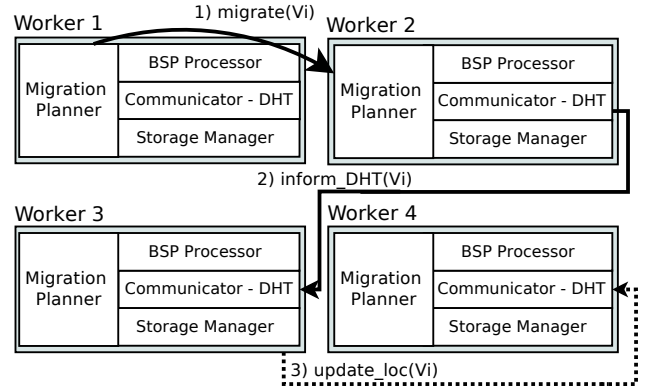 1) migrate(Vi)
Worker 1
Worker 2
Migration
Planner
BSP Processor
Communicator - DHT
Storage Manager
Migration
Planner
BSP Processor
Communicator - DHT
Storage Manager
2) inform_DHT(Vi)
Worker 3
Worker 4
Migration
Planner
BSP Processor
Communicator - DHT
Storage Manager
Migration
Planner
BSP Processor
Communicator - DHT
Storage Manager
3) update_loc(Vi)